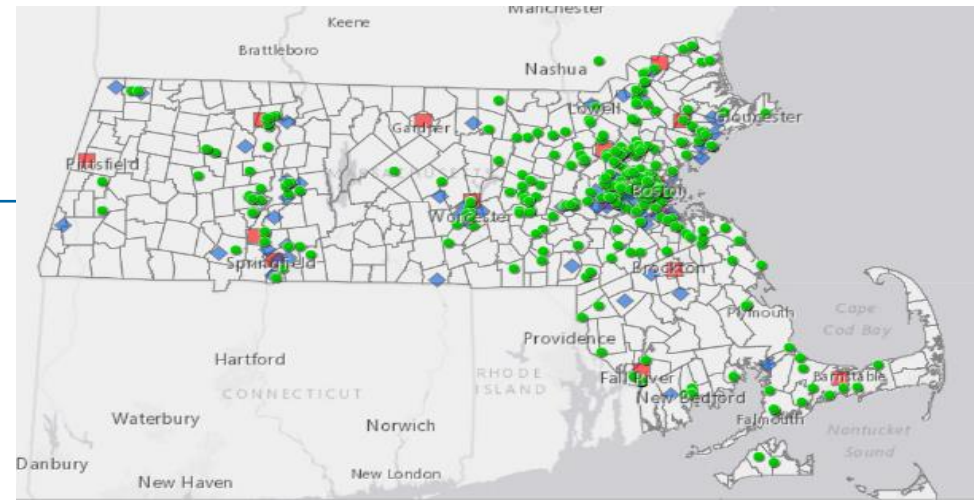 Manchester
Keene
Brattleboro
Nashua
Lowell
Gloucester
Gardner
Pittsfield
MASSACHUSETTS
Boston
Worcester
Springfield
Brockton
Plymouth
Cape
Cod Bay
Providence
Hartford
RHODE
ISLAND
Fall River
Barnstable
CONNECTICUT
New Bedford
Waterbury
Norwich
Falmouth
Nantucket
Sound
Danbury
New London
New Haven